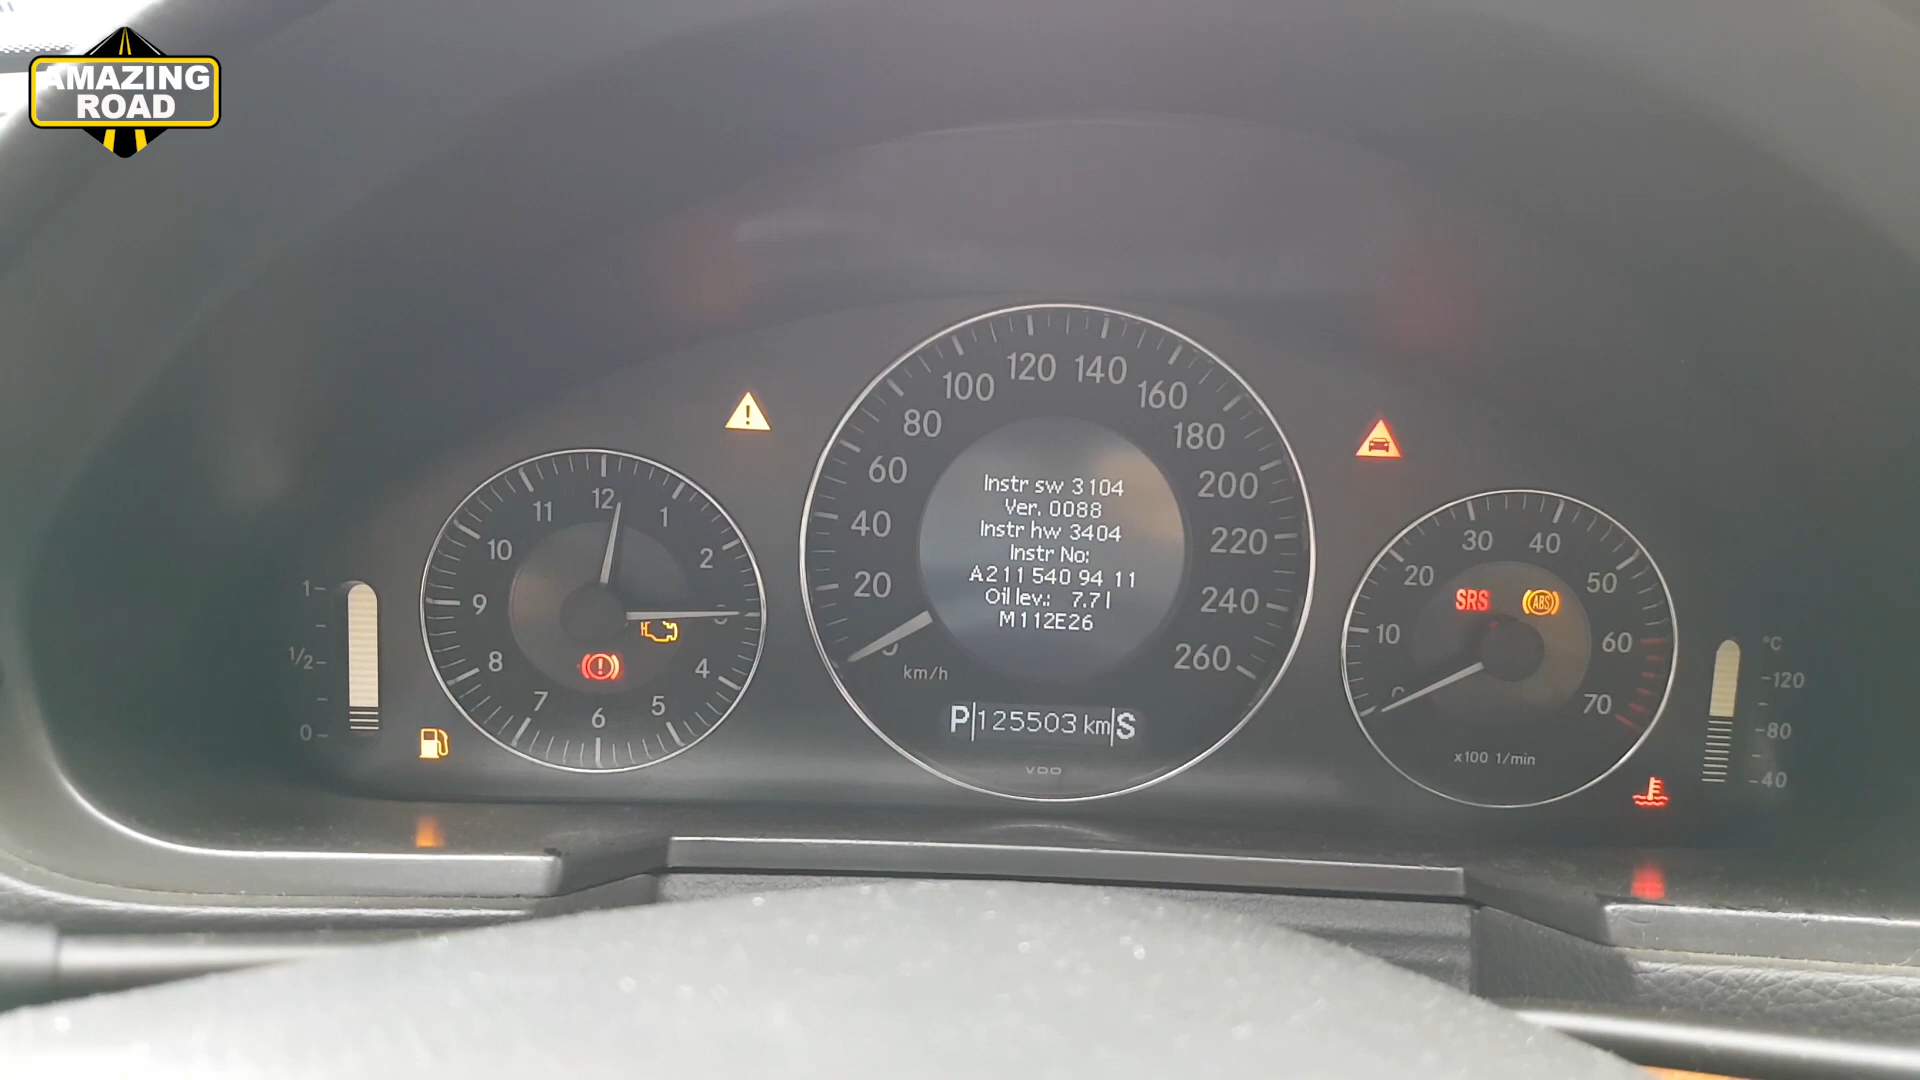 AMAZING
ROAD
Instr sw 3104
Ver. 0088
Instr hw 3404
Instr No:
A211 540 94 11
Oil lev.: 7.7l
M112E26
20
40
60
80
100
120
140
160
180
200
220
240
260
km/h
P 125503 km S
VDO
12
1
2
4
5
6
7
8
9
10
11
1
1/2
0
10
20
30
40
50
60
70
SRS
ABS
x100 1/min
°C
120
80
40